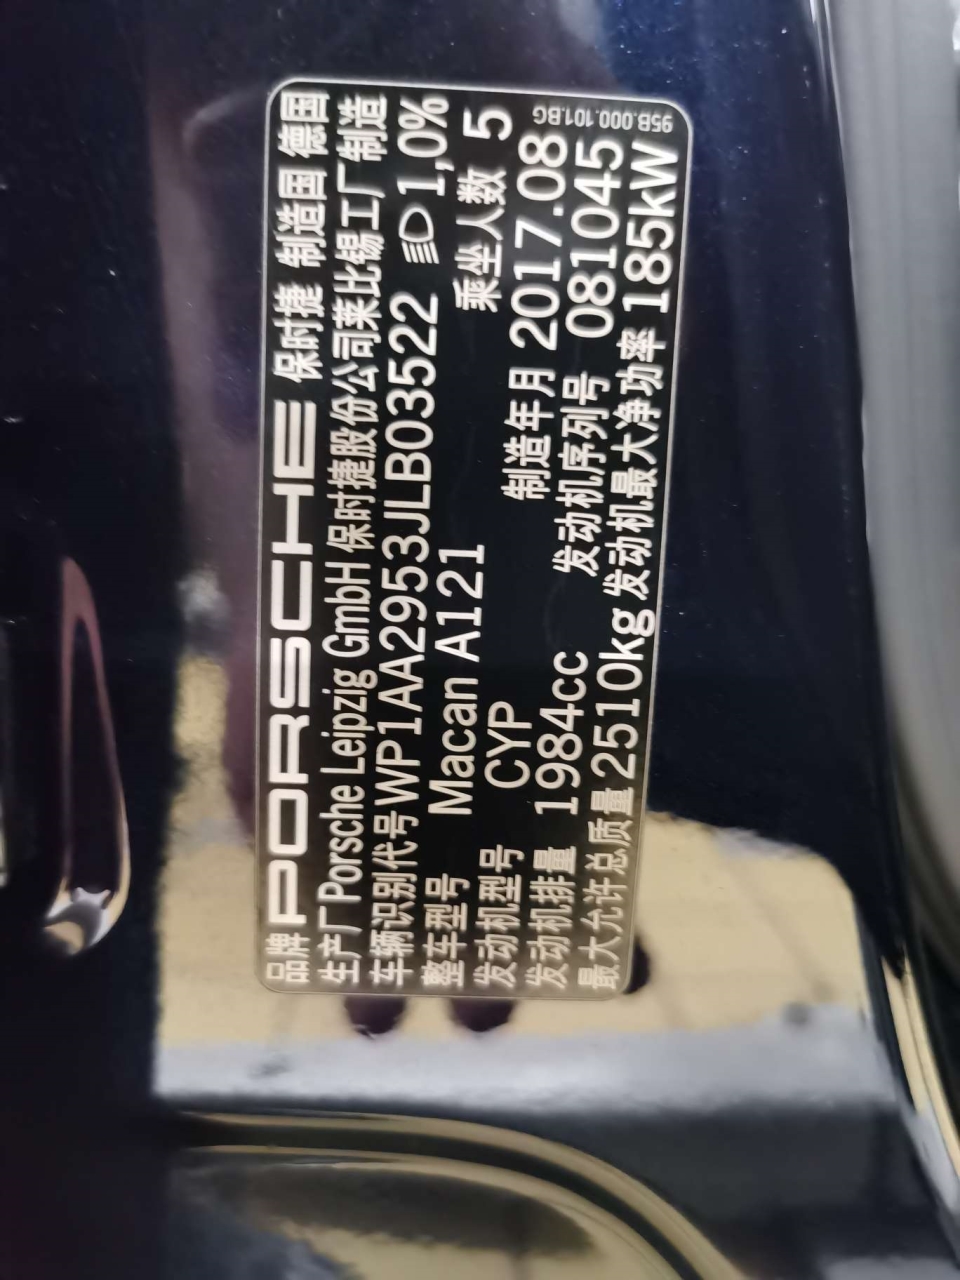 品牌 PORSCHE 保时捷 制造国 德国
生产厂 Porsche Leipzig GmbH 保时捷股份公司莱比锡工厂制造
车辆识别代号 WP1AA2953JLB03522 1,0%
整车型号 Macan A121 乘坐人数 5
发动机型号 CYP 制造年月 2017.08
发动机排量 1984cc 发动机序列号 081045
最大允许总质量 2510kg 发动机最大净功率 185kW
95B.000.101.BG